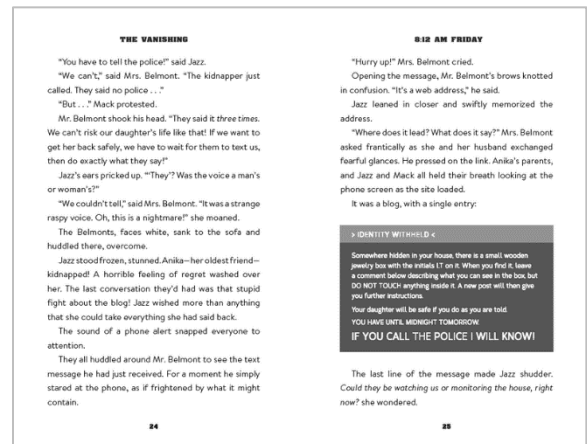 THE VANISHING
"You have to tell the police!" said Jazz.
"We can't," said Mrs. Belmont. "The kidnapper just
called. They said no police . . ."
"But . . ." Mack protested.
Mr. Belmont shook his head. "They said it three times.
We can't risk our daughter's life like that! If we want to
get her back safely, we have to wait for them to text us,
then do exactly what they say!"
Jazz's ears pricked up. "'They'? Was the voice a man's
or woman's?"
"We couldn't tell," said Mrs. Belmont. "It was a strange
raspy voice. Oh, this is a nightmare!" she moaned.
The Belmonts, faces white, sank to the sofa and
huddled there, overcome.
Jazz stood frozen, stunned. Anika—her oldest friend—
kidnapped! A horrible feeling of regret washed over
her. The last conversation they'd had was that stupid
fight about the blog! Jazz wished more than anything
that she could take everything she had said back.
The sound of a phone alert snapped everyone to
attention.
They all huddled around Mr. Belmont to see the text
message he had just received. For a moment he simply
stared at the phone, as if frightened by what it might
contain.
24
8:12 AM FRIDAY
"Hurry up!" Mrs. Belmont cried.
Opening the message, Mr. Belmont's brows knotted
in confusion. "It's a web address," he said.
Jazz leaned in closer and swiftly memorized the
address.
"Where does it lead? What does it say?" Mrs. Belmont
asked frantically as she and her husband exchanged
fearful glances. He pressed on the link. Anika's parents,
and Jazz and Mack all held their breath looking at the
phone screen as the site loaded.
It was a blog, with a single entry:
> IDENTITY WITHHELD <
Somewhere hidden in your house, there is a small wooden
jewelry box with the initials I.T on it. When you find it, leave
a comment below describing what you can see in the box, but
DO NOT TOUCH anything inside it. A new post will then give
you further instructions.
Your daughter will be safe if you do as you are told.
YOU HAVE UNTIL MIDNIGHT TOMORROW.
IF YOU CALL THE POLICE I WILL KNOW!
The last line of the message made Jazz shudder.
Could they be watching us or monitoring the house, right
now? she wondered.
25